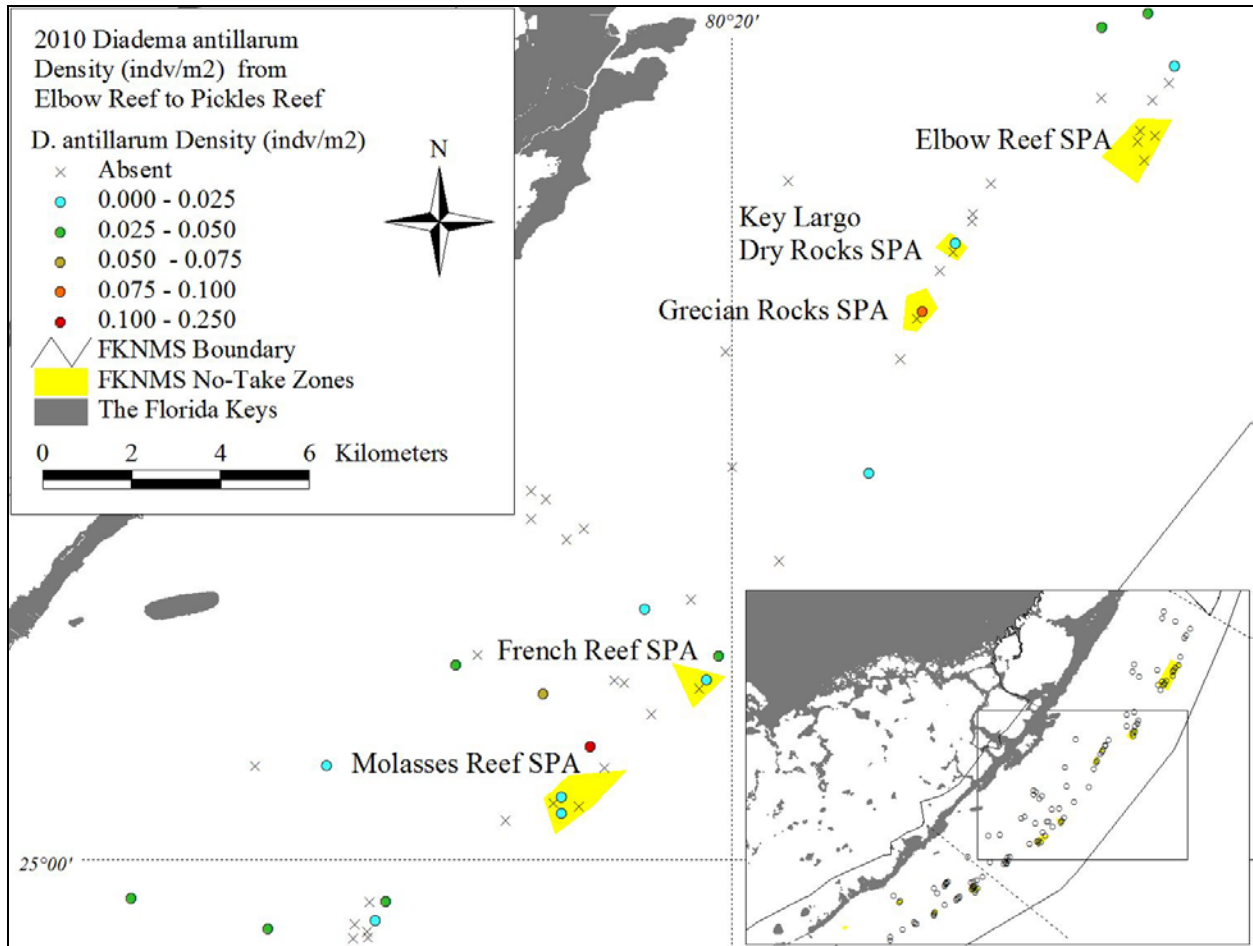 2010 Diadema antillarum
Density (indv/m2) from
Elbow Reef to Pickles Reef
D. antillarum Density (indv/m2)
Absent
0.000 - 0.025
0.025 - 0.050
0.050 - 0.075
0.075 - 0.100
0.100 - 0.250
FKNMS Boundary
FKNMS No-Take Zones
The Florida Keys
0 2 4 6 Kilometers
N
80°20'
Elbow Reef SPA
Key Largo
Dry Rocks SPA
Grecian Rocks SPA
French Reef SPA
Molasses Reef SPA
25°00'